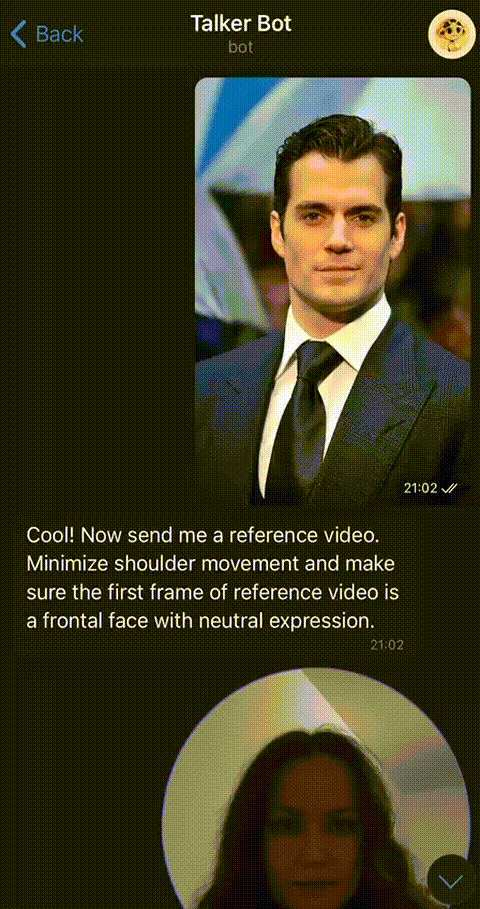 Back
Talker Bot
bot
21:02
Cool! Now send me a reference video.
Minimize shoulder movement and make
sure the first frame of reference video is
a frontal face with neutral expression.
21:02